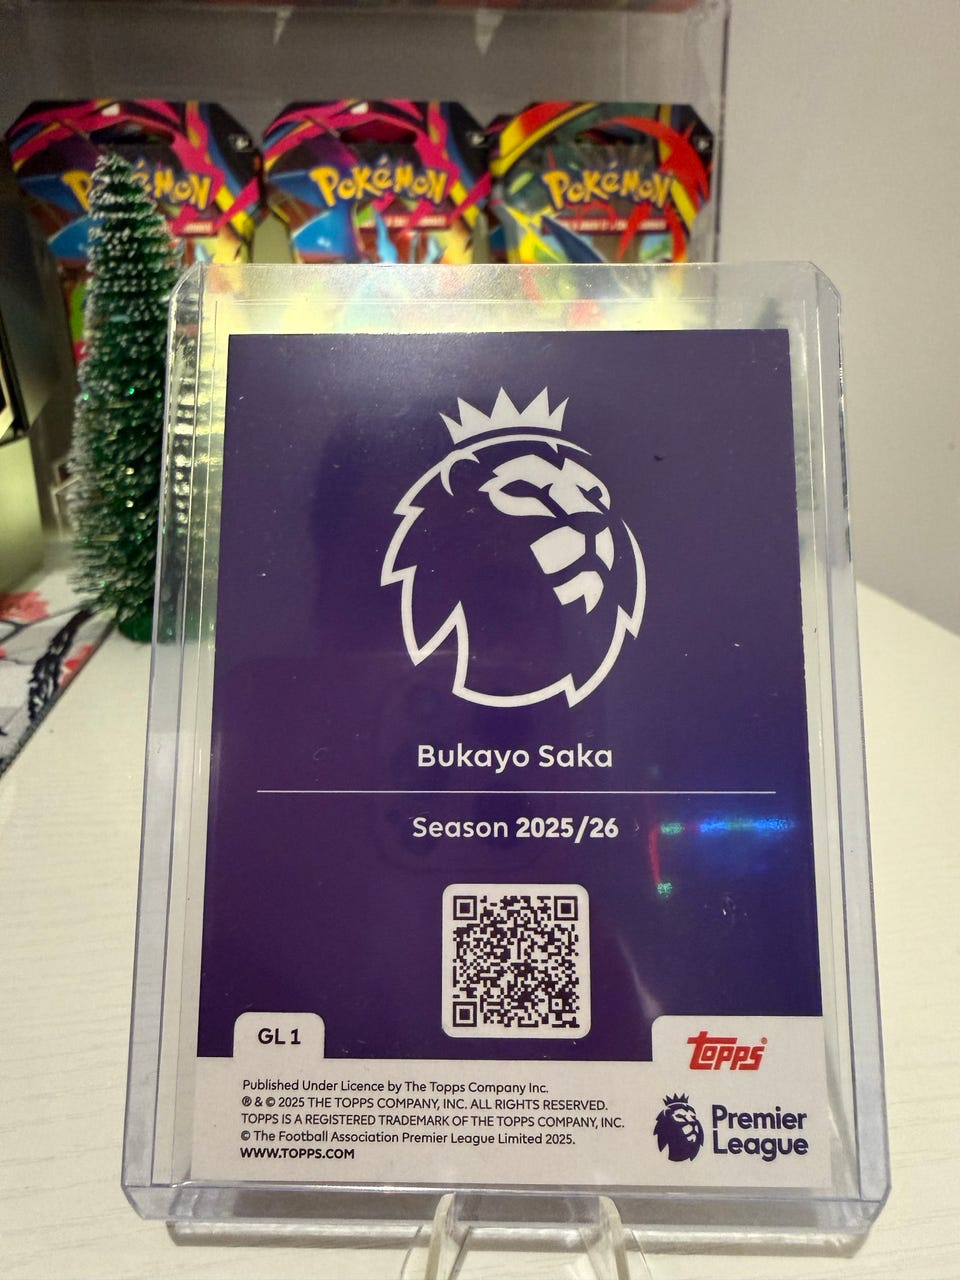 Pokémon
Pokémon
Pokémon
Bukayo Saka
Season 2025/26
GL 1
topps®
Published Under Licence by The Topps Company Inc.
® & © 2025 THE TOPPS COMPANY, INC. ALL RIGHTS RESERVED.
TOPPS IS A REGISTERED TRADEMARK OF THE TOPPS COMPANY, INC.
© The Football Association Premier League Limited 2025.
WWW.TOPPS.COM
Premier
League